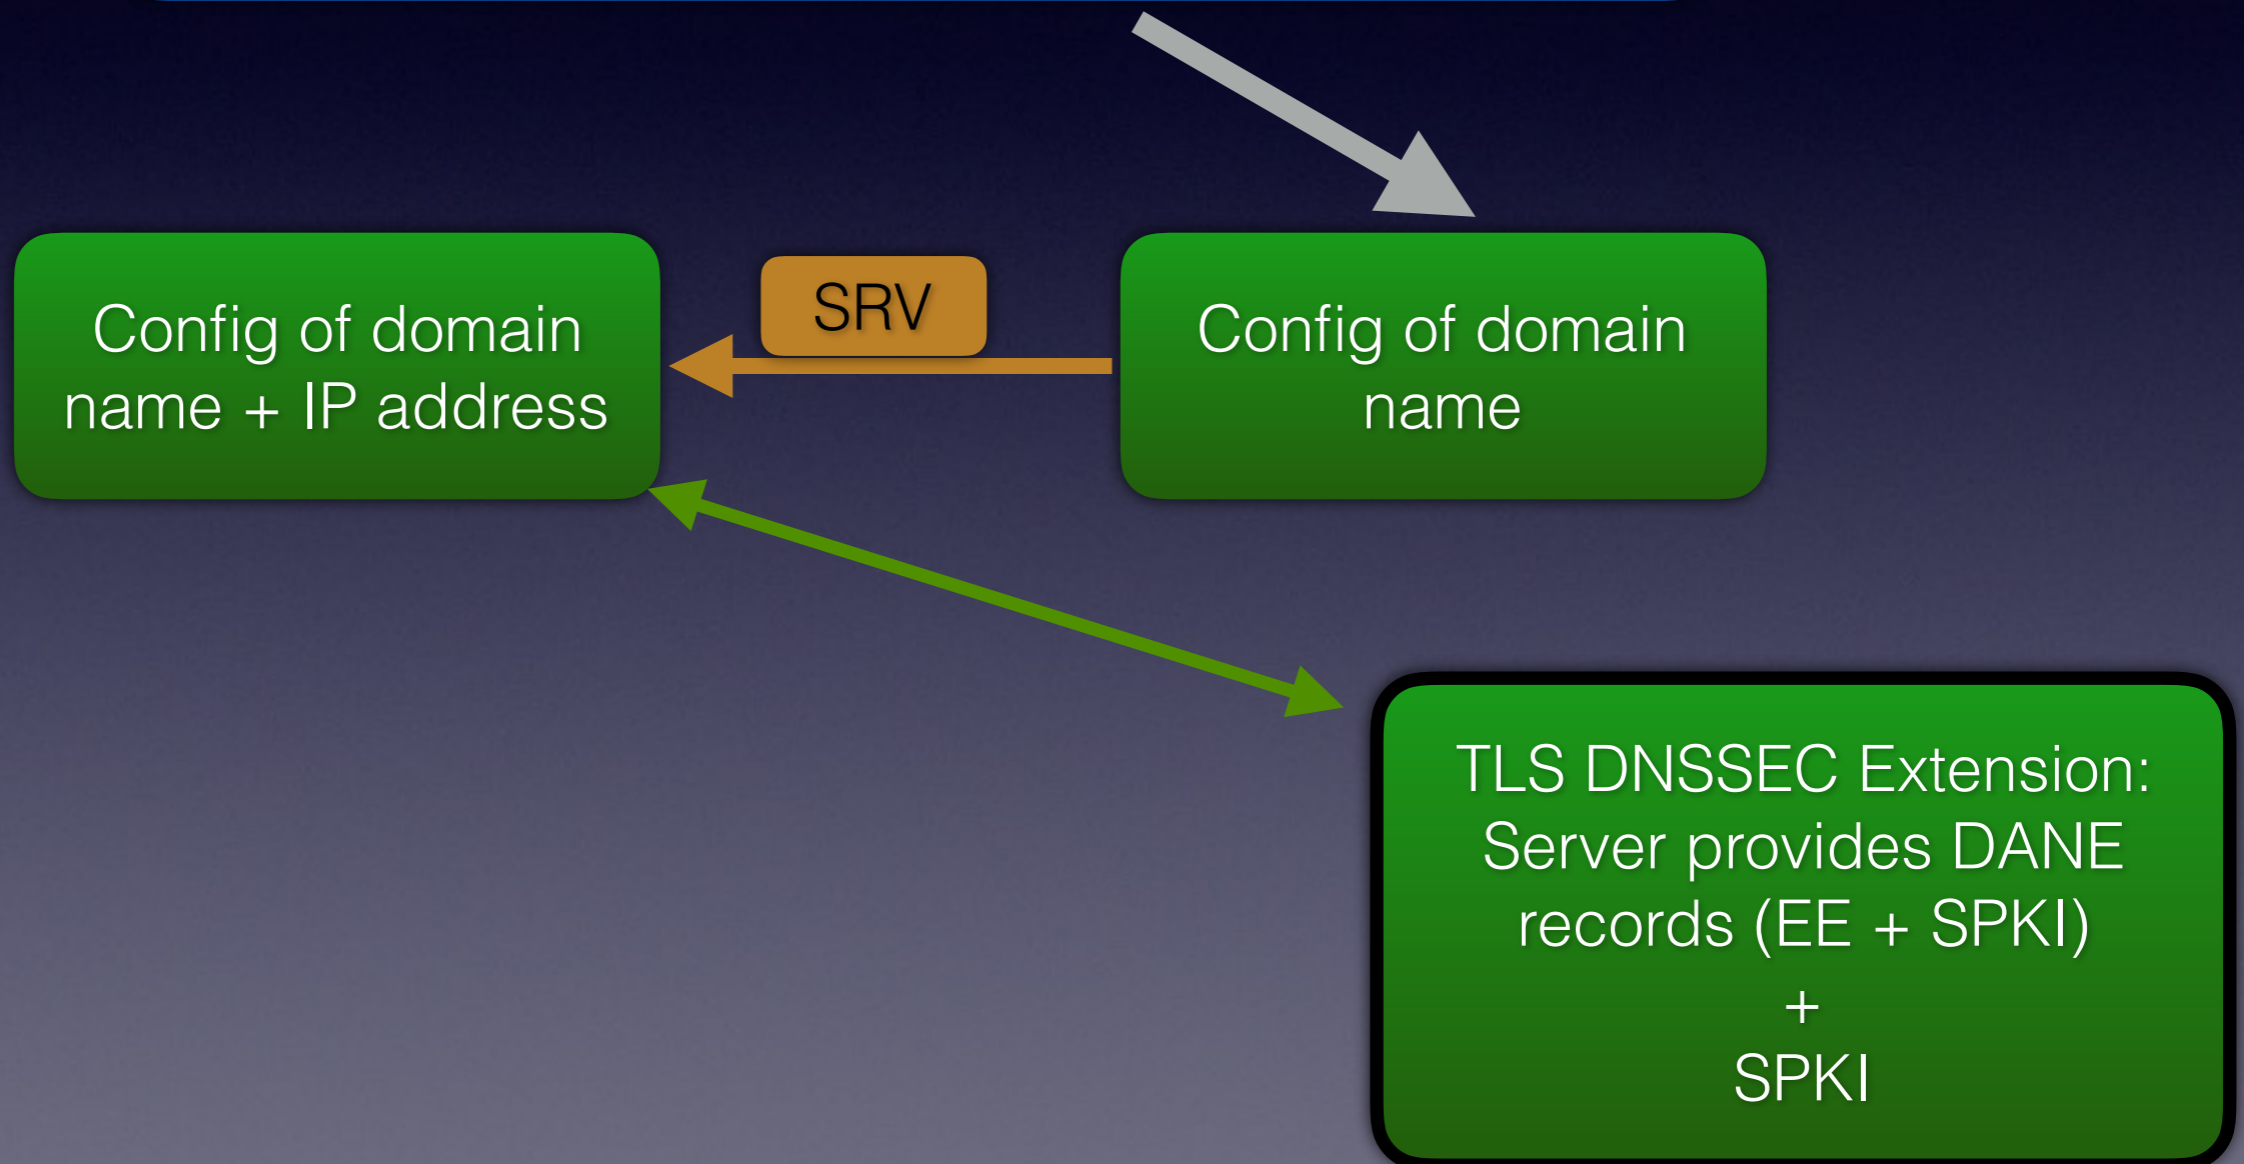 Config of domain
name + IP address
SRV
Config of domain
name
TLS DNSSEC Extension:
Server provides DANE
records (EE + SPKI)
+
SPKI